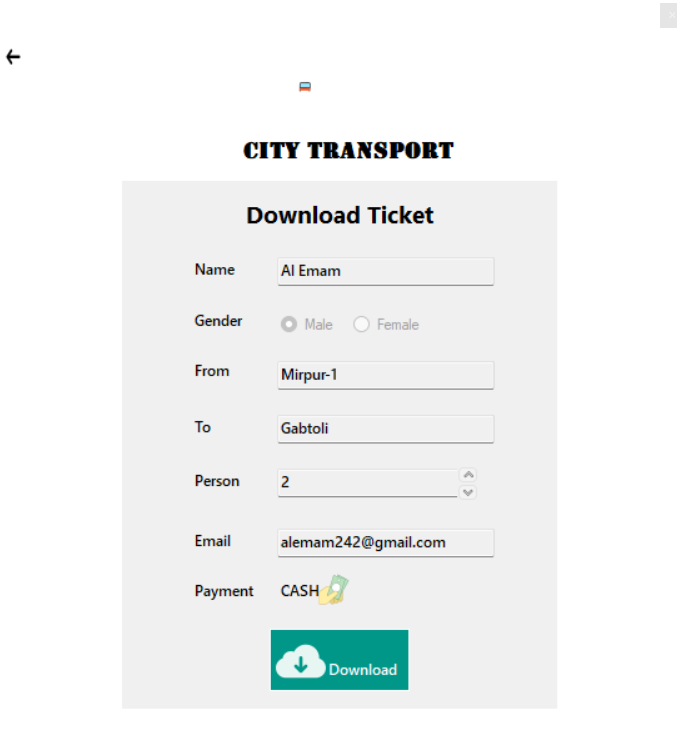 CITY TRANSPORT
Download Ticket
Name Al Emam
Gender Male Female
From Mirpur-1
To Gabtoli
Person 2
Email alemam242@gmail.com
Payment CASH
Download